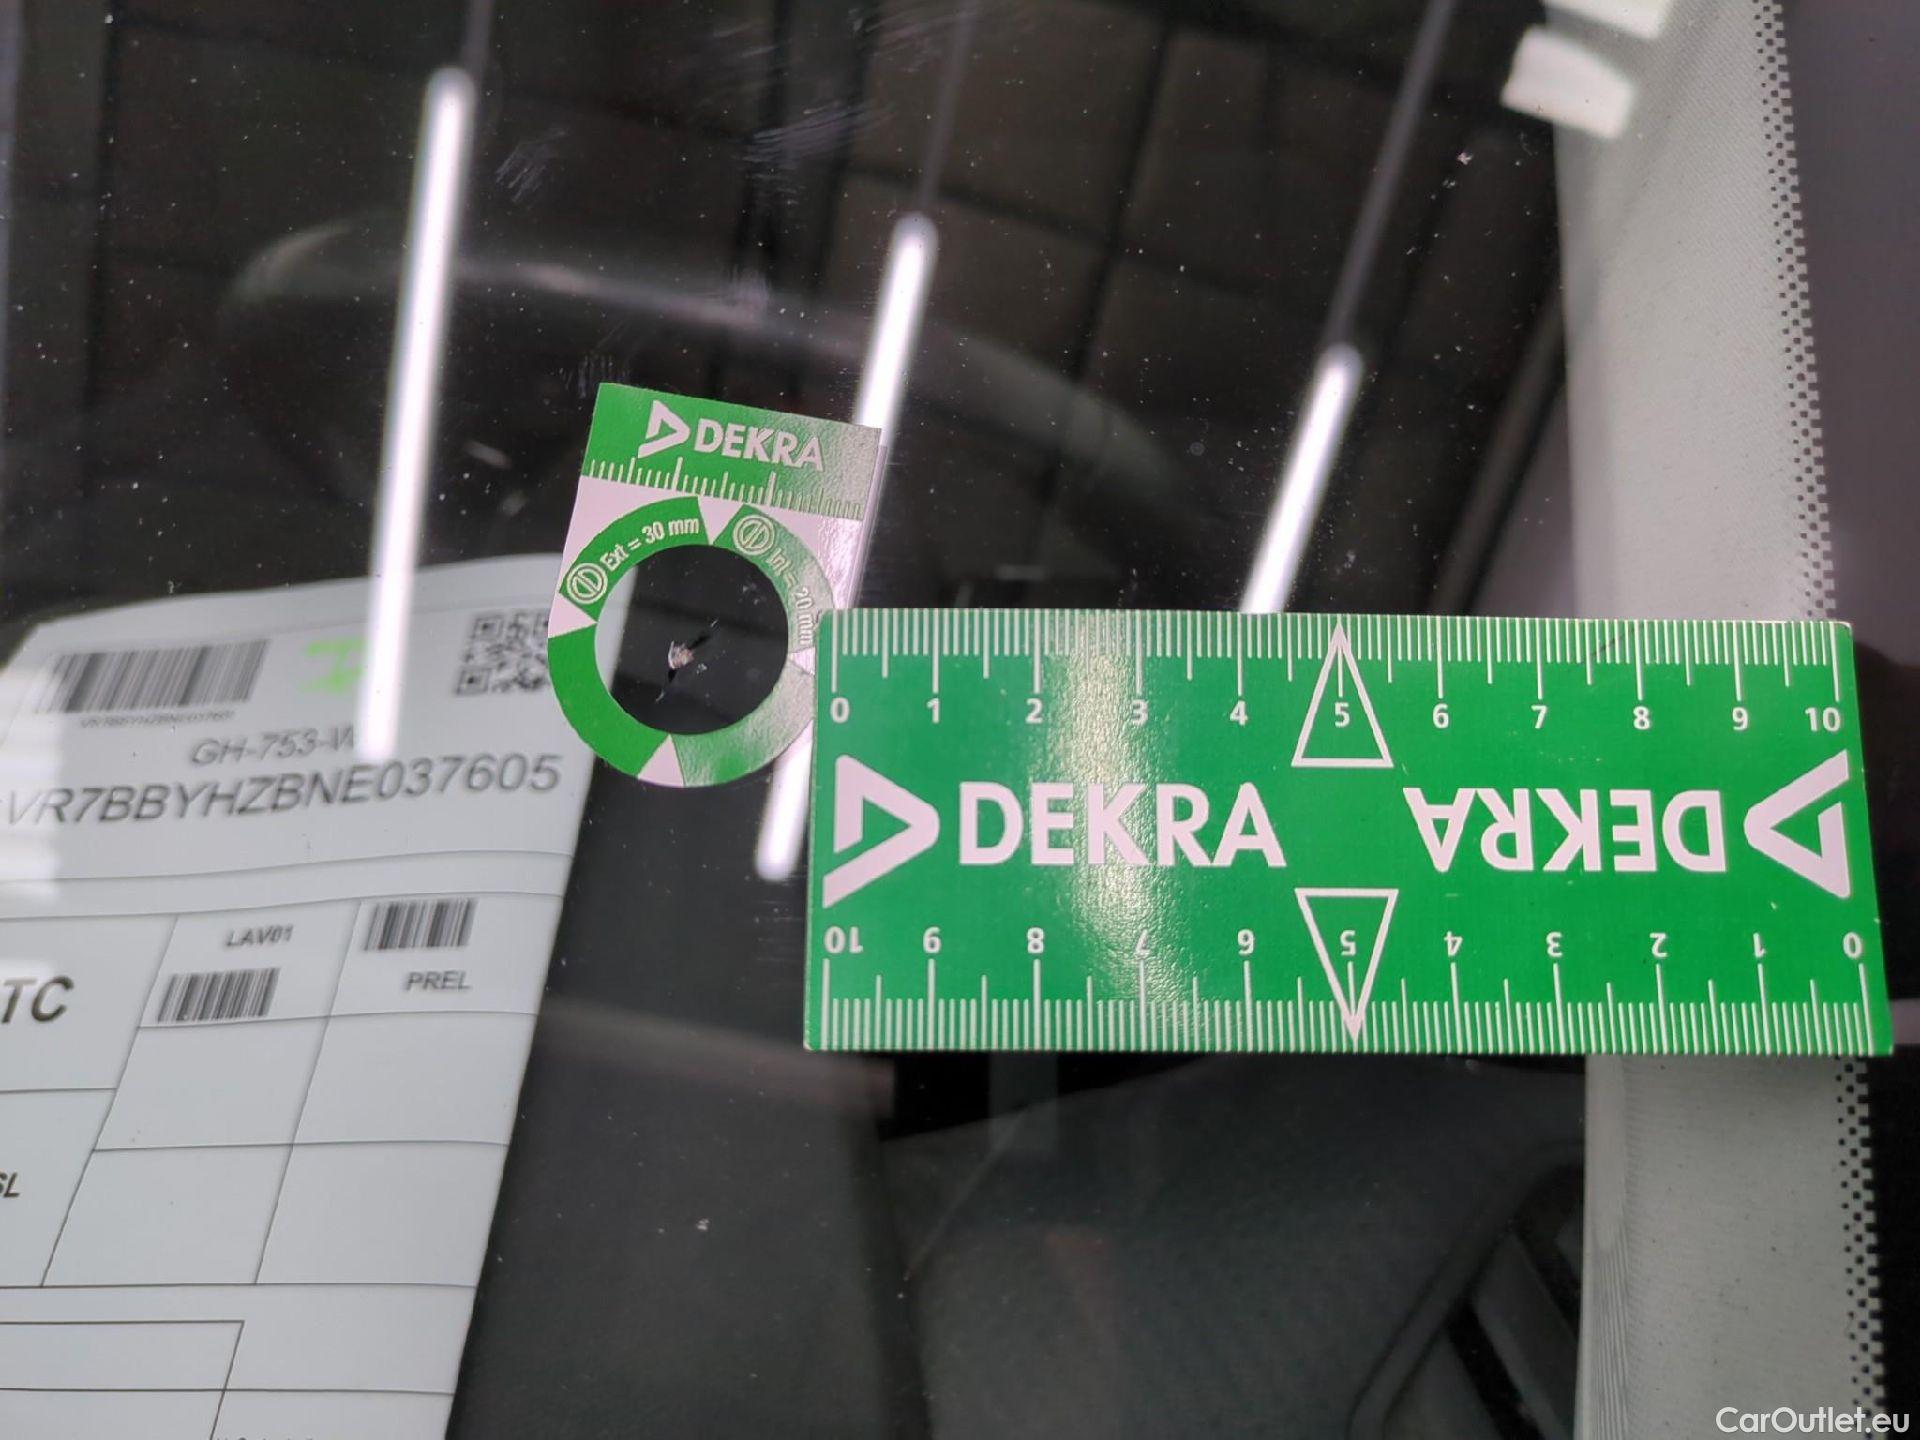 DEKRA
Ext = 30 mm
Int = 20 mm
GH-753-W
VR7BBYHZBNE037605
LAV01
PREL
TC
SL
0 1 2 3 4 5 6 7 8 9 10
DEKRA DEKRA
10 9 8 7 6 5 4 3 2 1 0
CarOutlet.eu